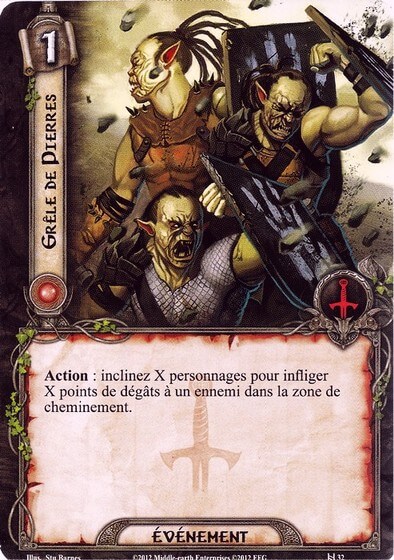 1
GRÊLE DE PIERRES
Action : inclinez X personnages pour infliger
X points de dégâts à un ennemi dans la zone de
cheminement.
ÉVÉNEMENT
Illus. Stu Barnes ©2012 Middle-earth Enterprises ©2012 FFG 32